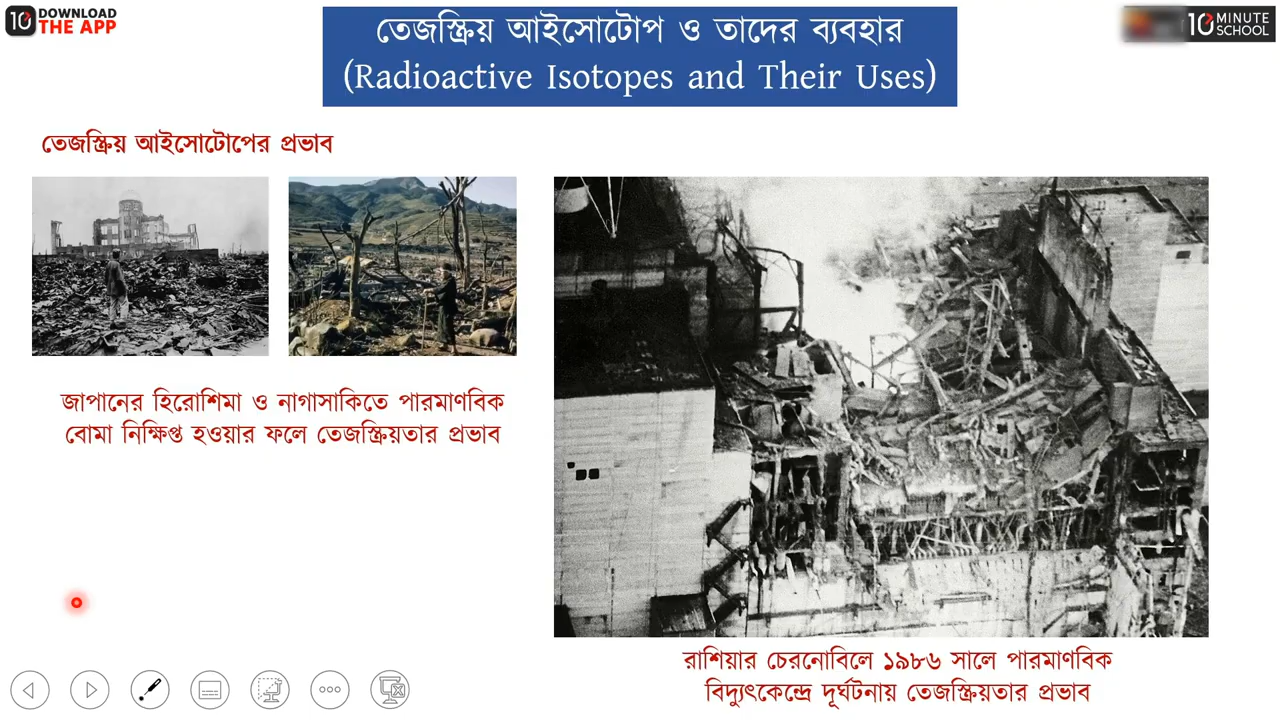 10 DOWNLOAD
THE APP
তেজস্ক্রিয় আইসোটোপ ও তাদের ব্যবহার
(Radioactive Isotopes and Their Uses)
10 MINUTE
SCHOOL
তেজস্ক্রিয় আইসোটোপের প্রভাব
জাপানের হিরোশিমা ও নাগাসাকিতে পারমাণবিক
বোমা নিক্ষিপ্ত হওয়ার ফলে তেজস্ক্রিয়তার প্রভাব
রাশিয়ার চেরনোবিলে ১৯৮৬ সালে পারমাণবিক
বিদ্যুৎকেন্দ্রে দূর্ঘটনায় তেজস্ক্রিয়তার প্রভাব